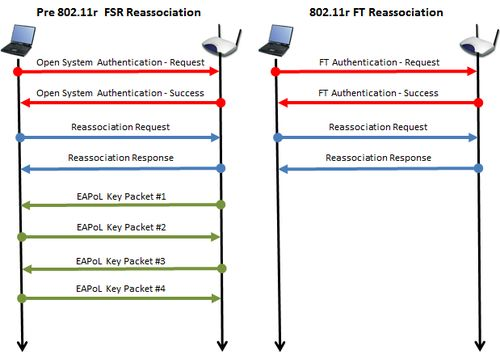 Pre 802.11r FSR Reassociation
Open System Authentication - Request
Open System Authentication - Success
Reassociation Request
Reassociation Response
EAPoL Key Packet #1
EAPoL Key Packet #2
EAPoL Key Packet #3
EAPoL Key Packet #4
802.11r FT Reassociation
FT Authentication - Request
FT Authentication - Success
Reassociation Request
Reassociation Response